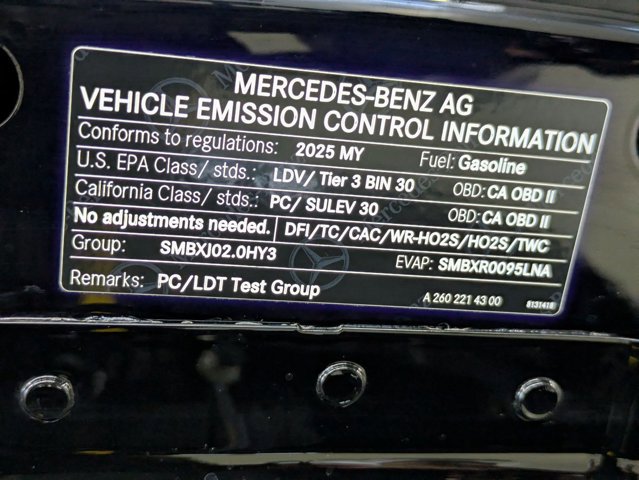 MERCEDES-BENZ AG
VEHICLE EMISSION CONTROL INFORMATION
Conforms to regulations: 2025 MY Fuel: Gasoline
U.S. EPA Class/ stds.: LDV/ Tier 3 BIN 30 OBD: CA OBD II
California Class/ stds.: PC/ SULEV 30 OBD: CA OBD II
No adjustments needed. DFI/TC/CAC/WR-HO2S/HO2S/TWC
Group: SMBXJ02.0HY3 EVAP: SMBXR0095LNA
Remarks: PC/LDT Test Group A 260 221 43 00 8131418